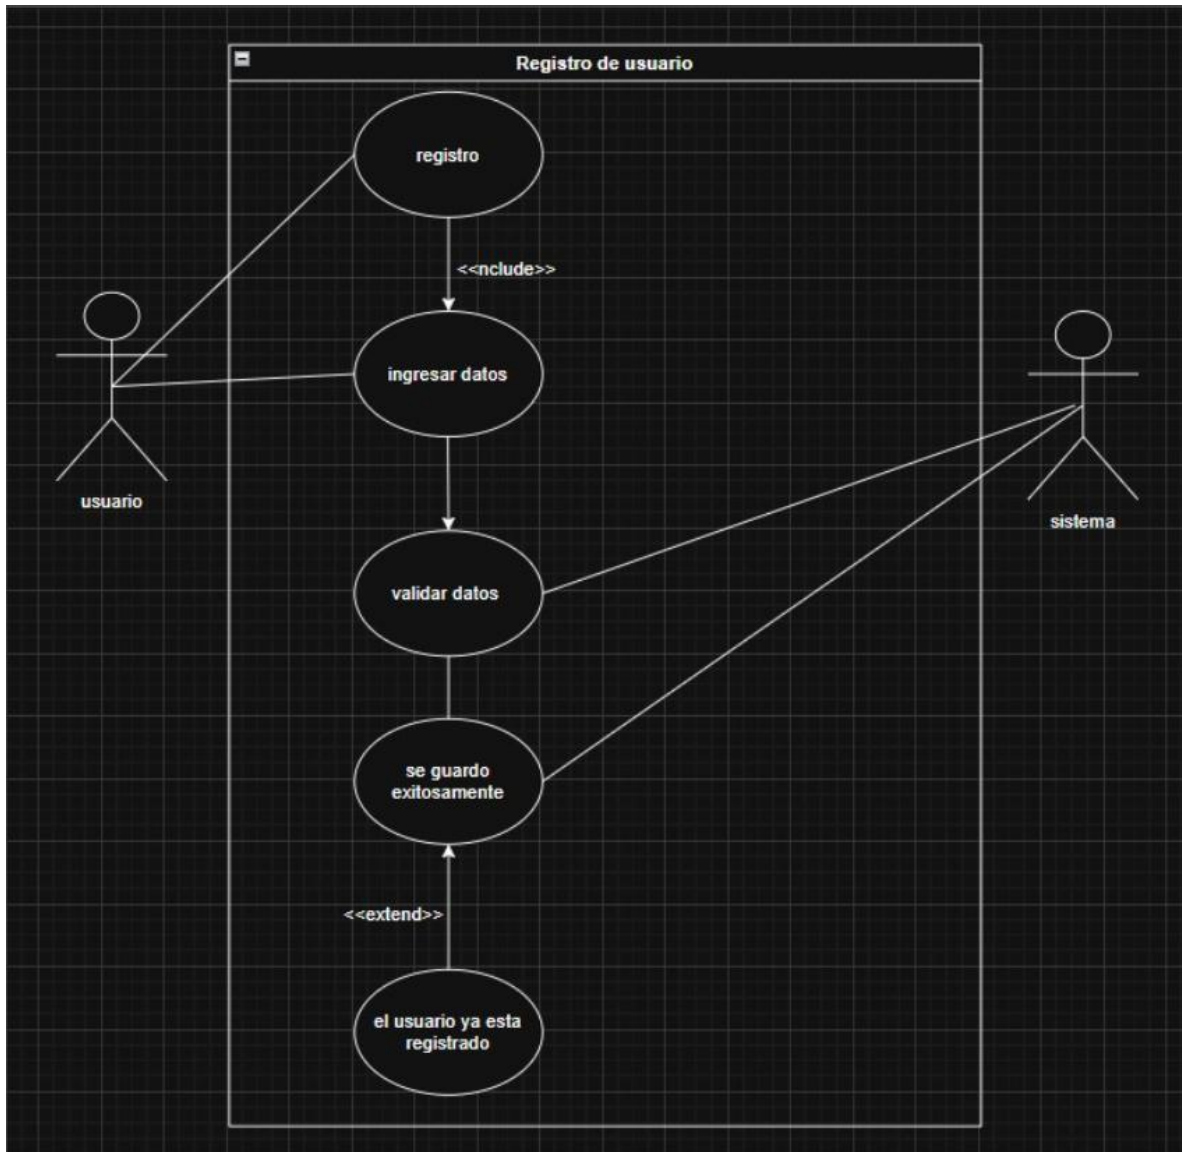 Registro de usuario
registro
<<nclude>>
ingresar datos
usuario
sistema
validar datos
se guardo
exitosamente
<<extend>>
el usuario ya esta
registrado